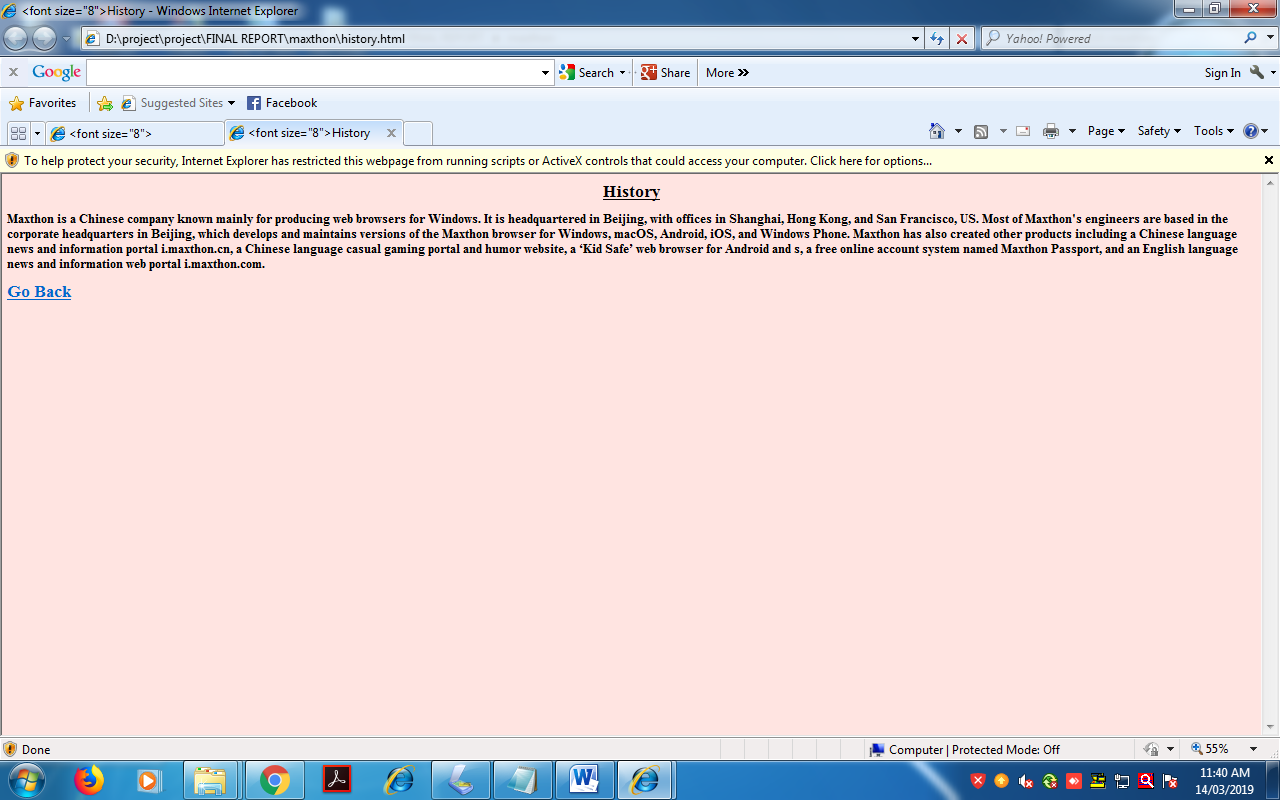 <font size="8">History - Windows Internet Explorer
D:\project\project\FINAL REPORT\maxthon\history.html
Yahoo! Powered
Google
Search
Share
More »
Sign In
Favorites
Suggested Sites
Facebook
<font size="8">
<font size="8">History
Page
Safety
Tools
To help protect your security, Internet Explorer has restricted this webpage from running scripts or ActiveX controls that could access your computer. Click here for options...
History
Maxthon is a Chinese company known mainly for producing web browsers for Windows. It is headquartered in Beijing, with offices in Shanghai, Hong Kong, and San Francisco, US. Most of Maxthon's engineers are based in the
corporate headquarters in Beijing, which develops and maintains versions of the Maxthon browser for Windows, macOS, Android, iOS, and Windows Phone. Maxthon has also created other products including a Chinese language
news and information portal i.maxthon.cn, a Chinese language casual gaming portal and humor website, a ‘Kid Safe’ web browser for Android and s, a free online account system named Maxthon Passport, and an English language
news and information web portal i.maxthon.com.
Go Back
Done
Computer | Protected Mode: Off
55%
11:40 AM
14/03/2019